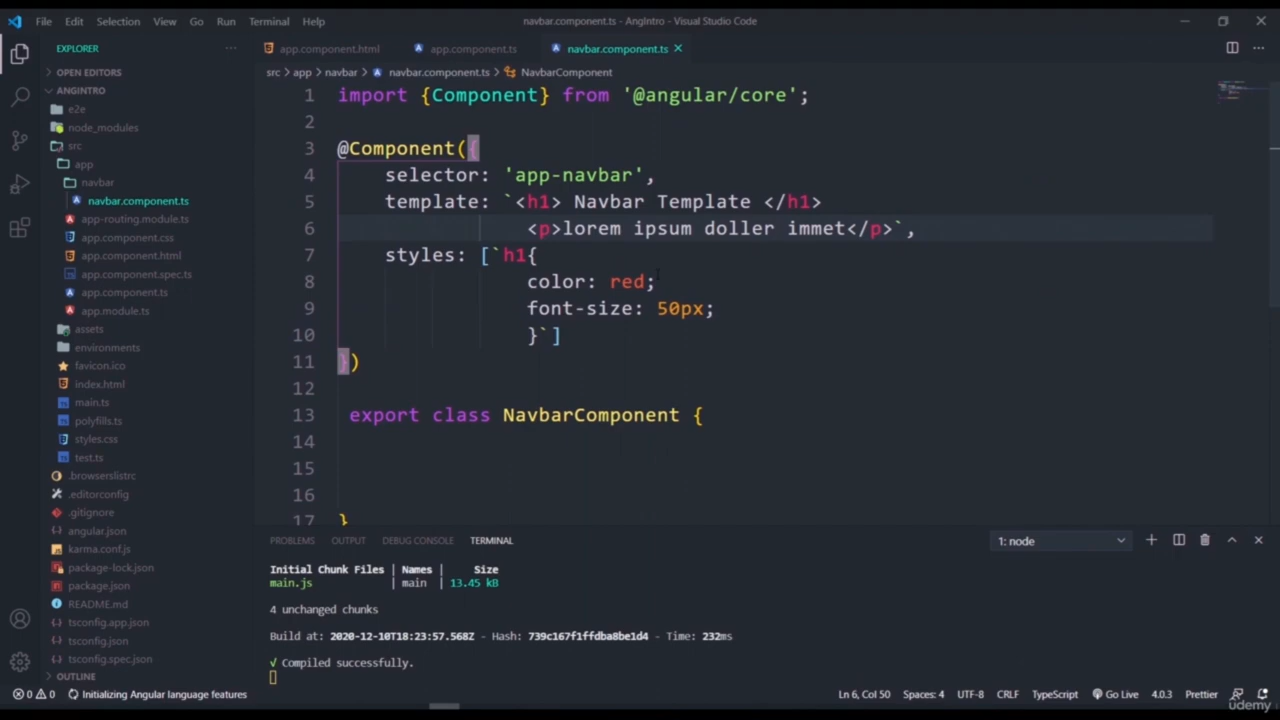 File Edit Selection View Go Run Terminal Help navbar.component.ts - AngIntro - Visual Studio Code
EXPLORER
OPEN EDITORS
ANGINTRO
e2e
node_modules
src
app
navbar
navbar.component.ts
app-routing.module.ts
app.component.css
app.component.html
app.component.spec.ts
app.component.ts
app.module.ts
assets
environments
favicon.ico
index.html
main.ts
polyfills.ts
styles.css
test.ts
.browserslistrc
.editorconfig
.gitignore
angular.json
karma.conf.js
package-lock.json
package.json
README.md
tsconfig.app.json
tsconfig.json
tsconfig.spec.json
OUTLINE
app.component.html app.component.ts navbar.component.ts
src > app > navbar > navbar.component.ts > NavbarComponent
1 import {Component} from '@angular/core';
2
3 @Component({
4 selector: 'app-navbar',
5 template: `<h1> Navbar Template </h1>
6 <p>lorem ipsum doller immet</p>`,
7 styles: [`h1{
8 color: red;
9 font-size: 50px;
10 }`]
11 })
12
13 export class NavbarComponent {
14
15
16
17 }
PROBLEMS OUTPUT DEBUG CONSOLE TERMINAL 1: node
Initial Chunk Files | Names | Size
main.js | main | 13.45 kB
4 unchanged chunks
Build at: 2020-12-10T18:23:57.568Z - Hash: 739c167f1ffdba8be1d4 - Time: 232ms
√ Compiled successfully.
0 0 Initializing Angular language features Ln 6, Col 50 Spaces: 4 UTF-8 CRLF TypeScript Go Live 4.0.3 Prettier
udemy